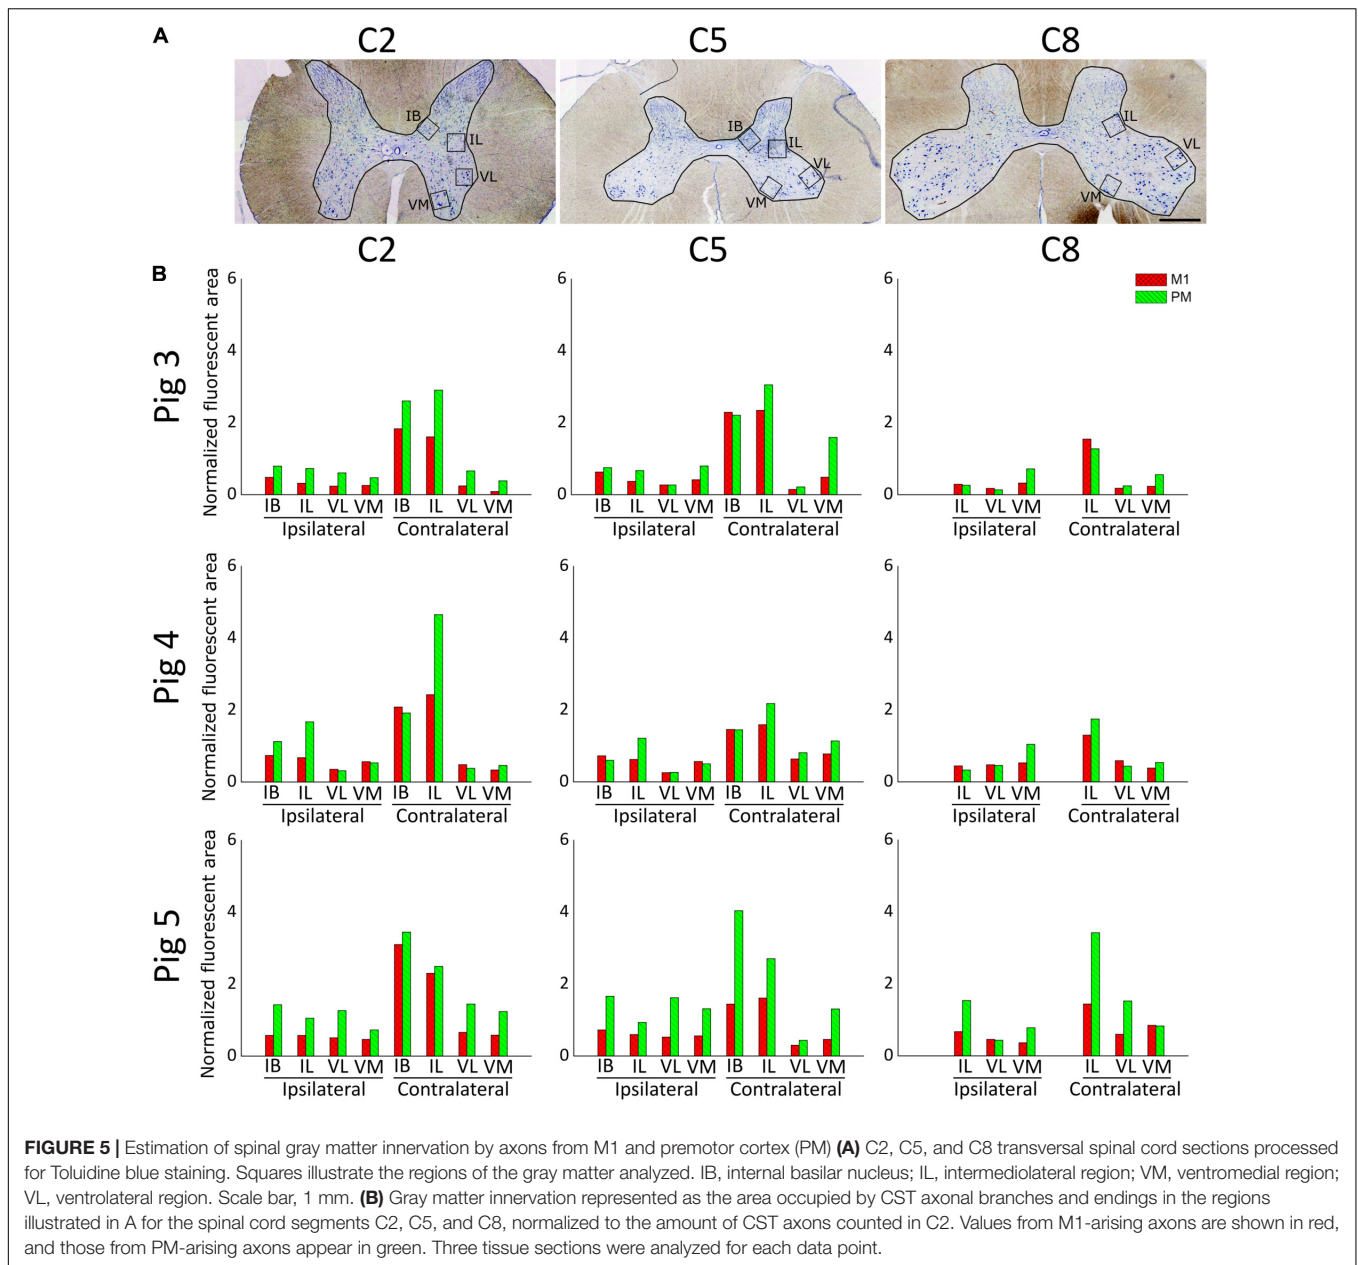 A
C2 C5 C8
IB IL VL VM
IB IL VL VM
IL VL VM
C2 C5 C8
B
Pig 3
Normalized fluorescent area
6 4 2 0
IB IL VL VM IB IL VL VM
Ipsilateral Contralateral
6 4 2 0
IB IL VL VM IB IL VL VM
Ipsilateral Contralateral
6 4 2 0
M1
PM
IL VL VM IL VL VM
Ipsilateral Contralateral
Pig 4
Normalized fluorescent area
6 4 2 0
IB IL VL VM IB IL VL VM
Ipsilateral Contralateral
6 4 2 0
IB IL VL VM IB IL VL VM
Ipsilateral Contralateral
6 4 2 0
IL VL VM IL VL VM
Ipsilateral Contralateral
Pig 5
Normalized fluorescent area
6 4 2 0
IB IL VL VM IB IL VL VM
Ipsilateral Contralateral
6 4 2 0
IB IL VL VM IB IL VL VM
Ipsilateral Contralateral
6 4 2 0
IL VL VM IL VL VM
Ipsilateral Contralateral
FIGURE 5 | Estimation of spinal gray matter innervation by axons from M1 and premotor cortex (PM) (A) C2, C5, and C8 transversal spinal cord sections processed
for Toluidine blue staining. Squares illustrate the regions of the gray matter analyzed. IB, internal basilar nucleus; IL, intermediolateral region; VM, ventromedial region;
VL, ventrolateral region. Scale bar, 1 mm. (B) Gray matter innervation represented as the area occupied by CST axonal branches and endings in the regions
illustrated in A for the spinal cord segments C2, C5, and C8, normalized to the amount of CST axons counted in C2. Values from M1-arising axons are shown in red,
and those from PM-arising axons appear in green. Three tissue sections were analyzed for each data point.